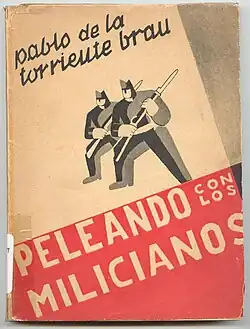 pablo de la
torriente brau
PELEANDO CON
LOS
MILICIANOS